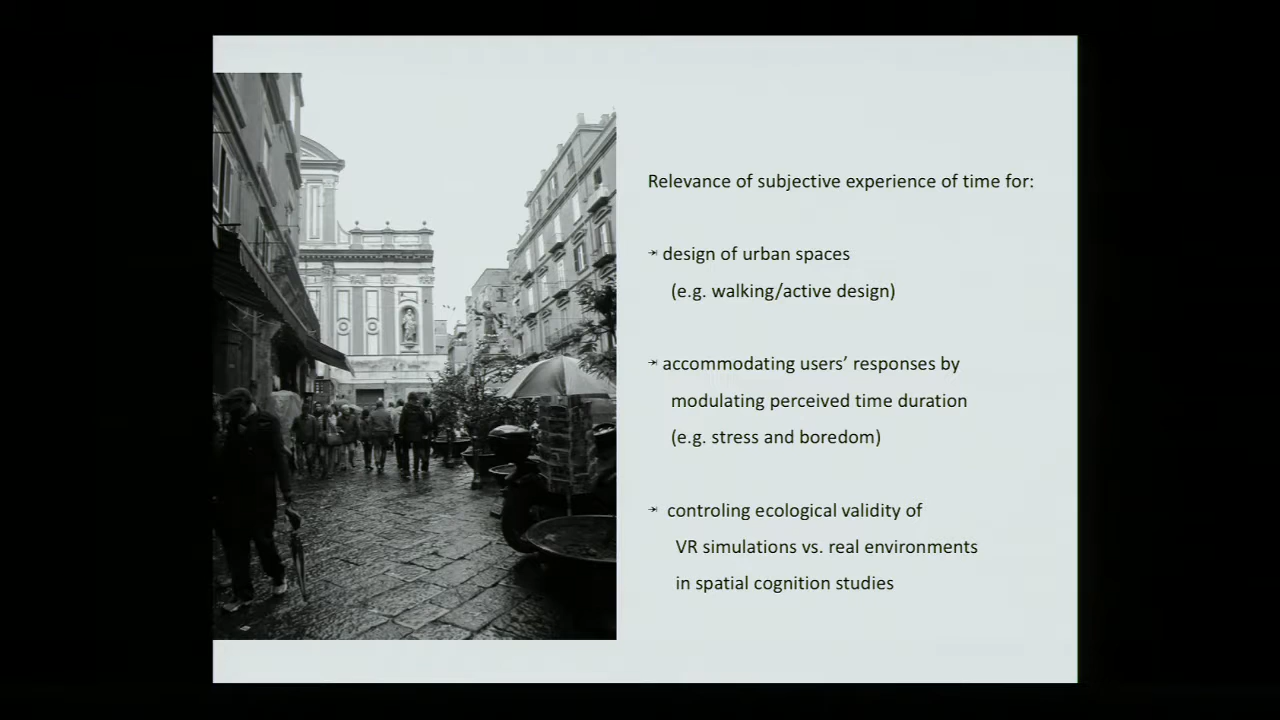 Relevance of subjective experience of time for:
→ design of urban spaces
(e.g. walking/active design)
→ accommodating users’ responses by
modulating perceived time duration
(e.g. stress and boredom)
→ controling ecological validity of
VR simulations vs. real environments
in spatial cognition studies